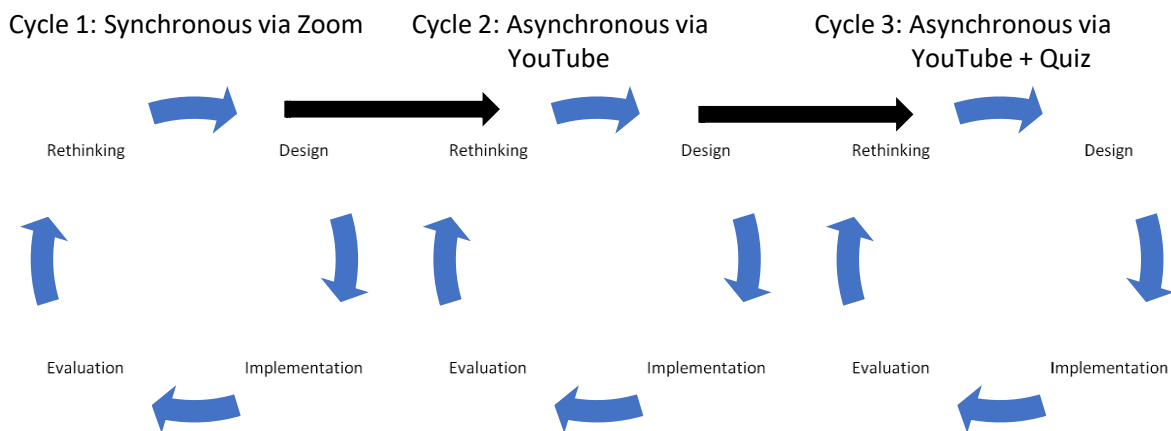 Cycle 1: Synchronous via Zoom
Cycle 2: Asynchronous via
YouTube
Cycle 3: Asynchronous via
YouTube + Quiz
Rethinking
Design
Rethinking
Design
Rethinking
Design
Evaluation
Implementation
Evaluation
Implementation
Evaluation
Implementation